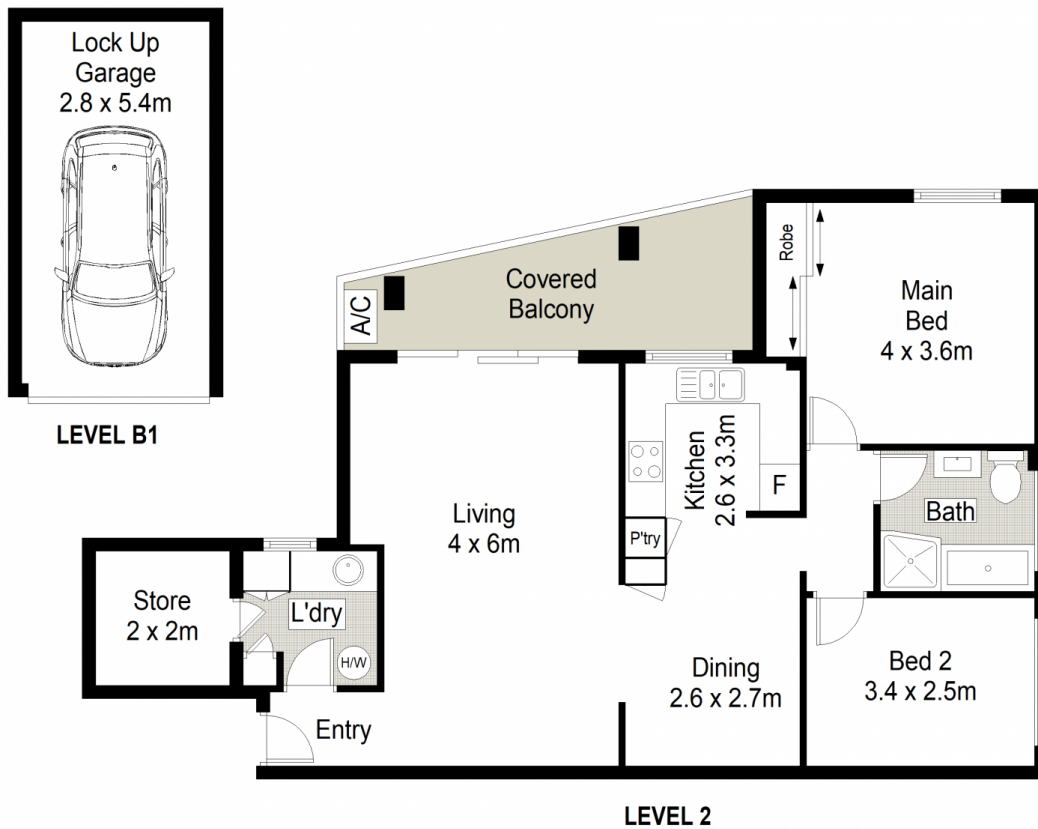 Lock Up
Garage
2.8 x 5.4m
LEVEL B1
Covered
Balcony
A/C
Robe
Main
Bed
4 x 3.6m
Kitchen
2.6 x 3.3m
F
P'try
Living
4 x 6m
Bath
Store
2 x 2m
L'dry
H/W
Entry
Dining
2.6 x 2.7m
Bed 2
3.4 x 2.5m
LEVEL 2